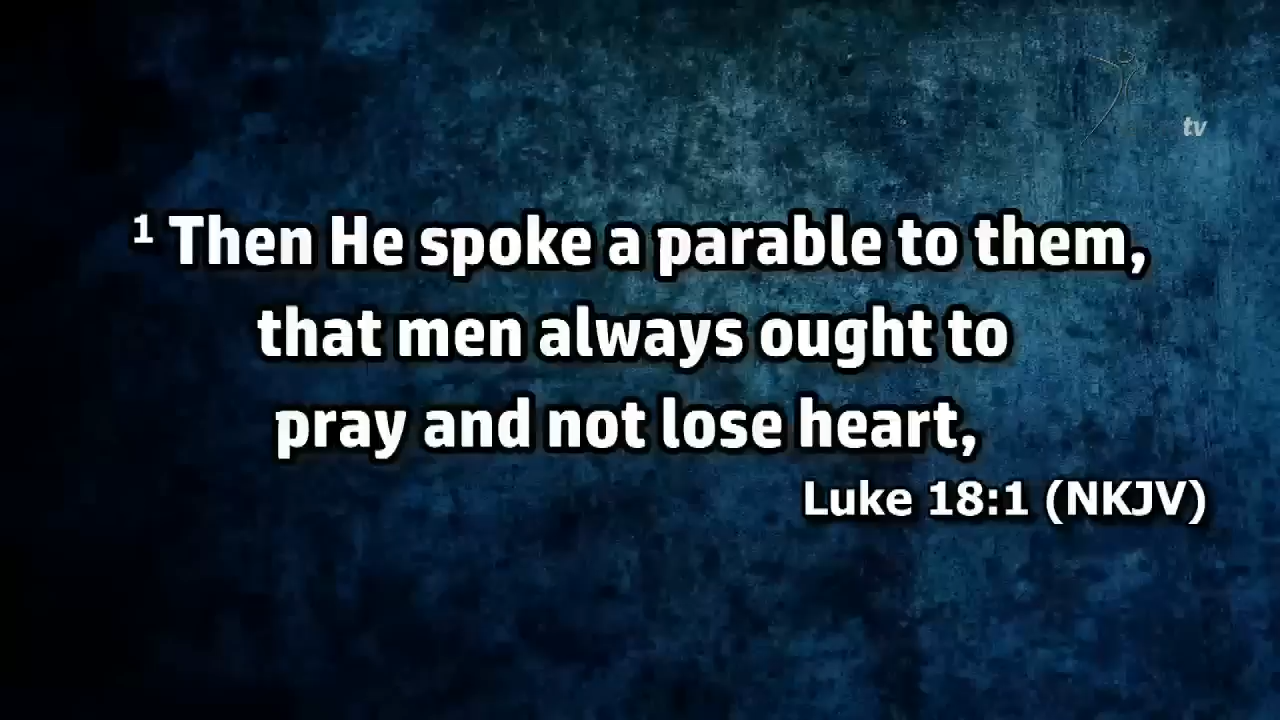 tv
¹ Then He spoke a parable to them,
that men always ought to
pray and not lose heart,
Luke 18:1 (NKJV)